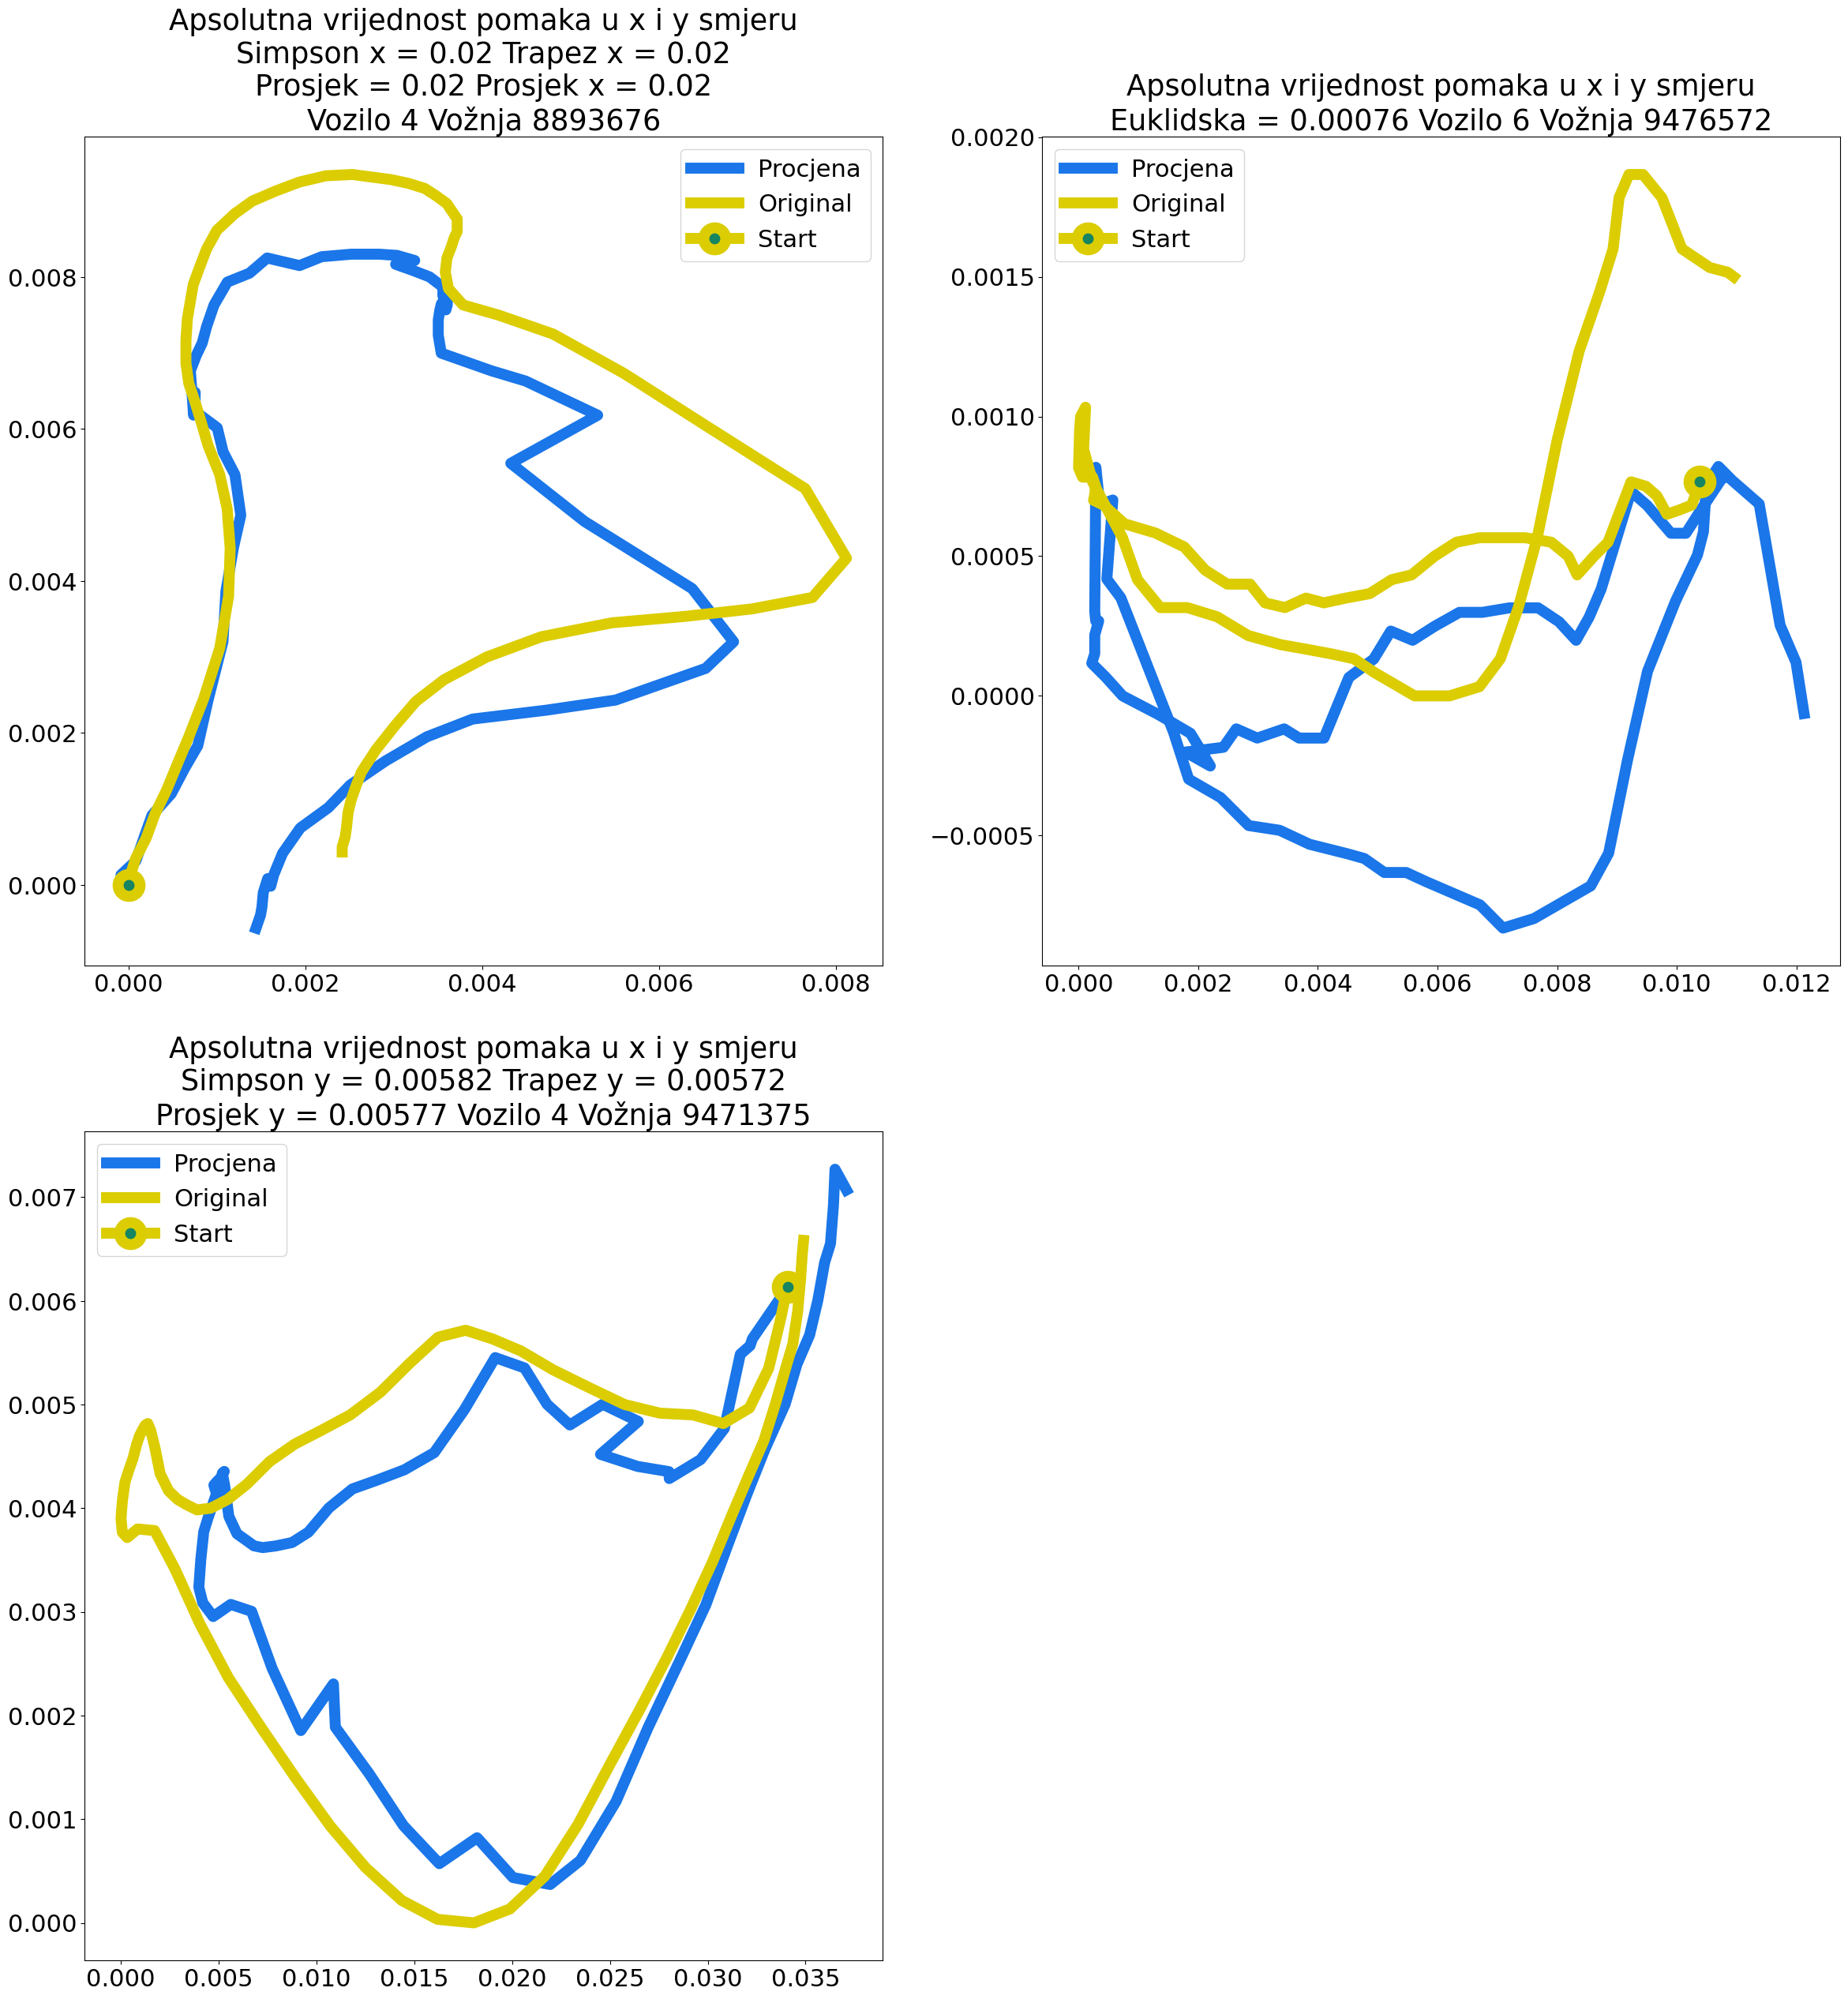 Apsolutna vrijednost pomaka u x i y smjeru
Simpson x = 0.02 Trapez x = 0.02
Prosjek = 0.02 Prosjek x = 0.02
Vozilo 4 Vožnja 8893676
Procjena
Original
Start
0.008
0.006
0.004
0.002
0.000
0.000 0.002 0.004 0.006 0.008
Apsolutna vrijednost pomaka u x i y smjeru
Euklidska = 0.00076 Vozilo 6 Vožnja 9476572
Procjena
Original
Start
0.0020
0.0015
0.0010
0.0005
0.0000
−0.0005
0.000 0.002 0.004 0.006 0.008 0.010 0.012
Apsolutna vrijednost pomaka u x i y smjeru
Simpson y = 0.00582 Trapez y = 0.00572
Prosjek y = 0.00577 Vozilo 4 Vožnja 9471375
Procjena
Original
Start
0.007
0.006
0.005
0.004
0.003
0.002
0.001
0.000
0.000 0.005 0.010 0.015 0.020 0.025 0.030 0.035